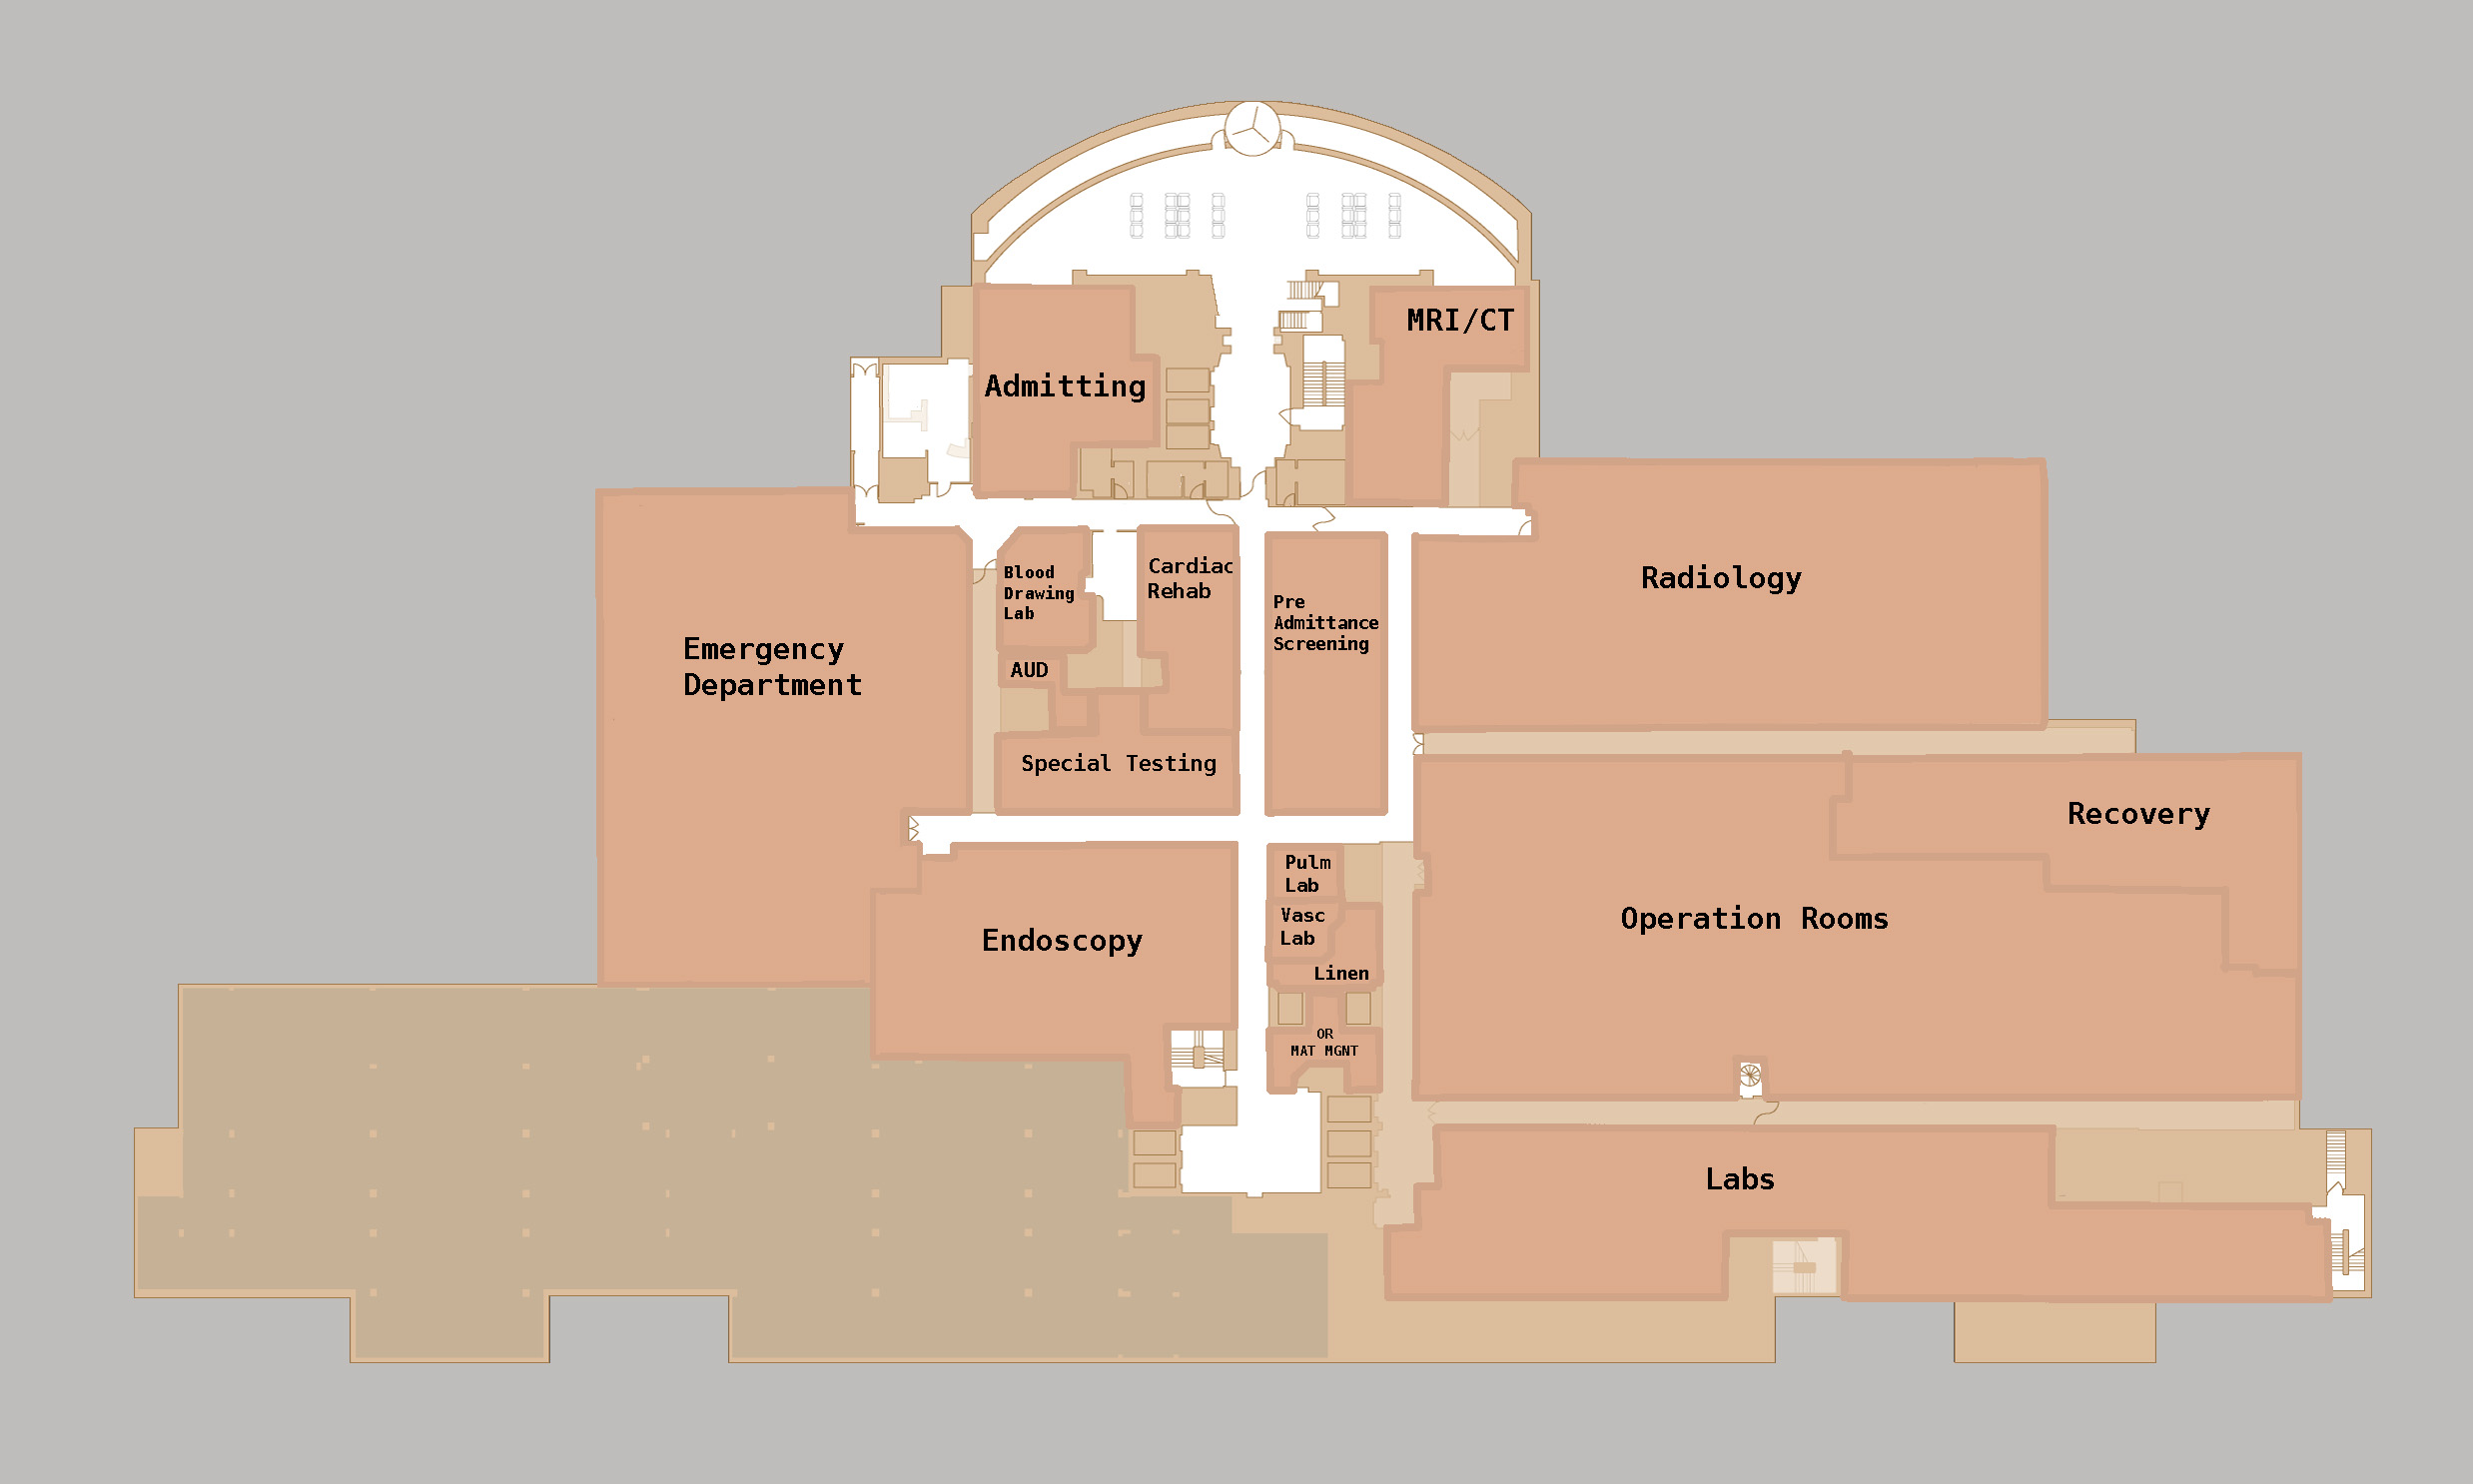 MRI/CT
Admitting
Blood
Drawing
Lab
Cardiac
Rehab
Pre
Admittance
Screening
Radiology
Emergency
Department
AUD
Special Testing
Recovery
Pulm
Lab
Vasc
Lab
Linen
Operation Rooms
Endoscopy
OR
MAT MGNT
Labs